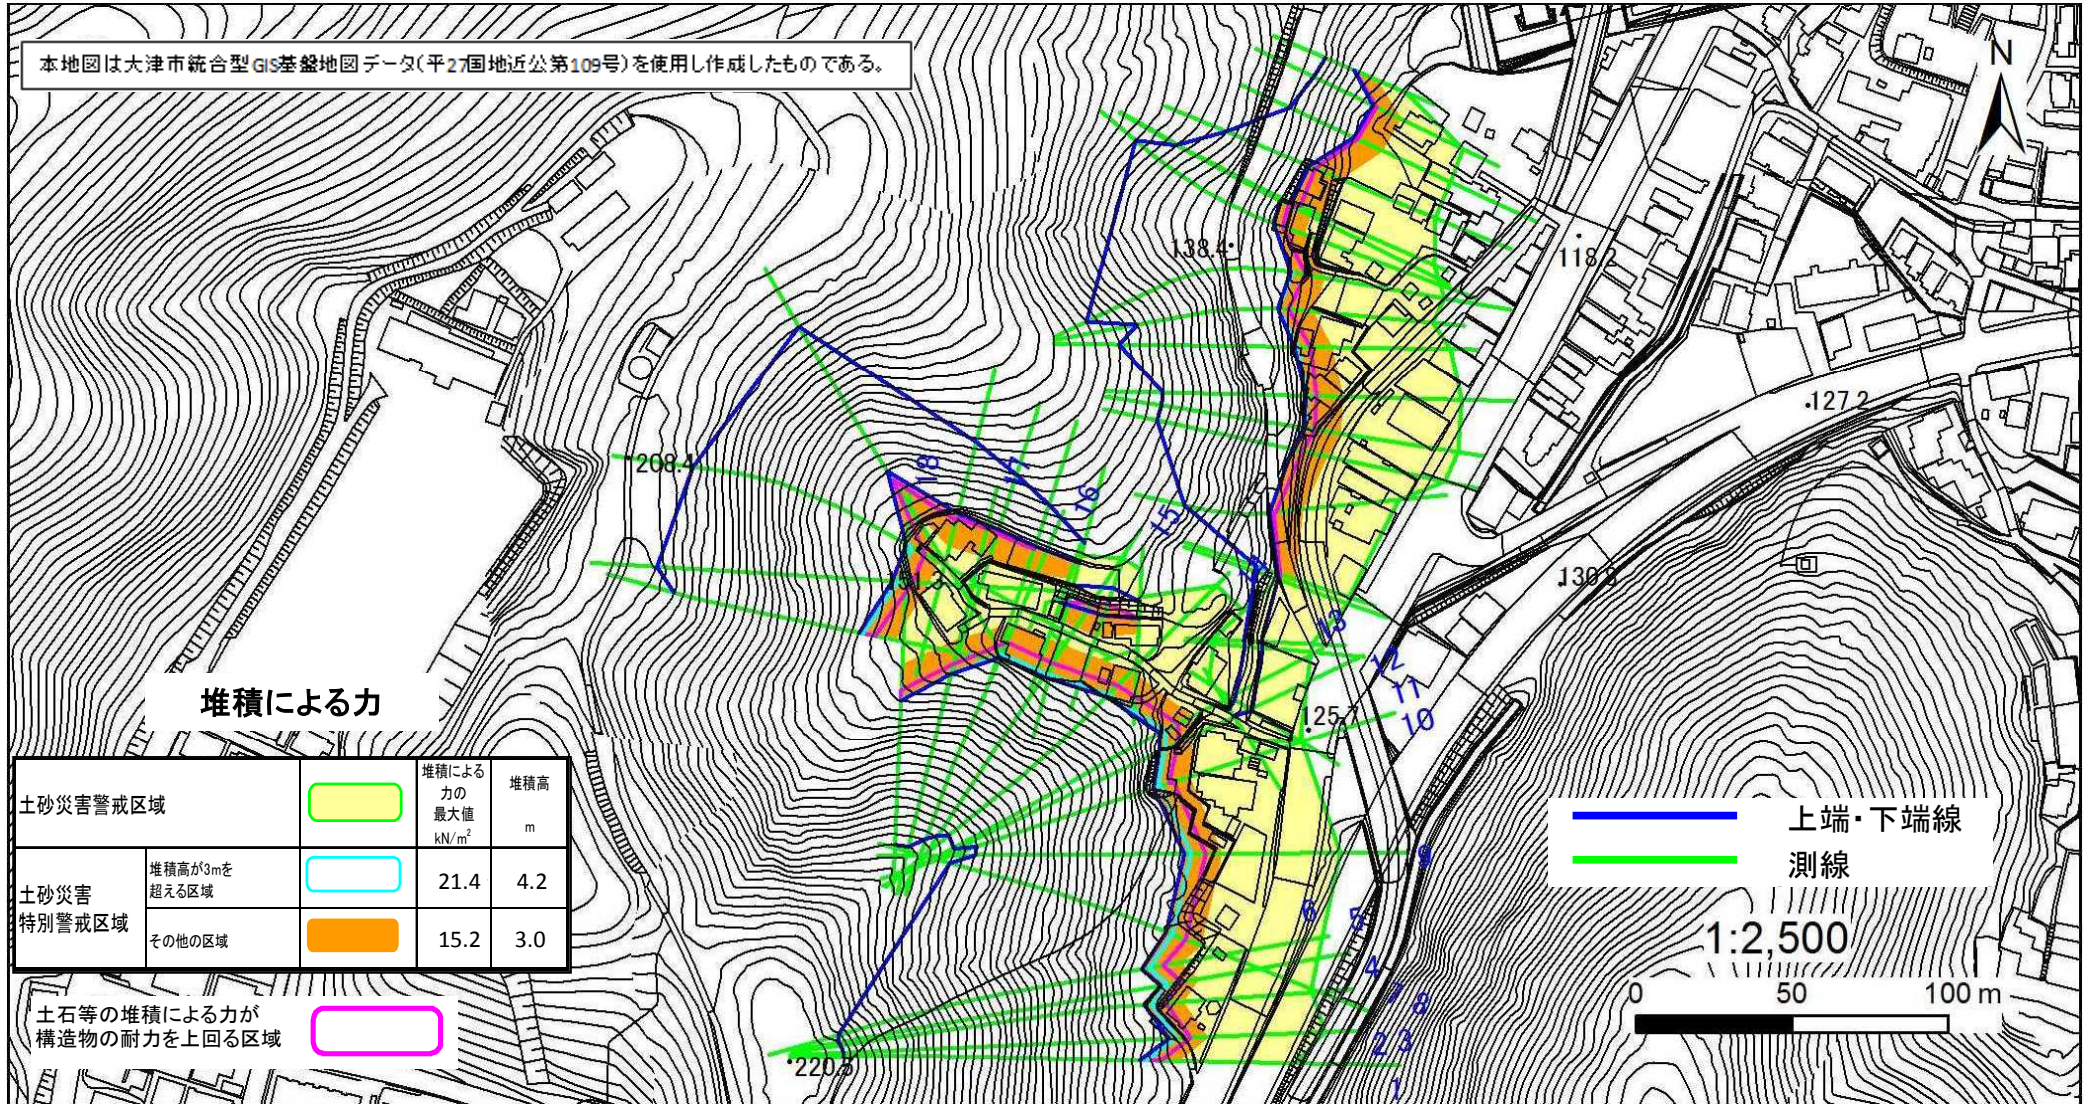 本地図は大津市統合型GIS基盤地図データ(平27国地近公第109号)を使用し作成したものである。
N
138.4
118.2
127.2
208.4
18
17
16
15
130.8
13
12
11
10
125.7
堆積による力
土砂災害警戒区域
堆積による力の最大値 kN/m²
堆積高 m
土砂災害特別警戒区域
堆積高が3mを超える区域
21.4
4.2
その他の区域
15.2
3.0
土石等の堆積による力が
構造物の耐力を上回る区域
上端・下端線
測線
9
6
5
4
7
8
2
3
1
220.5
1:2,500
0 50 100 m